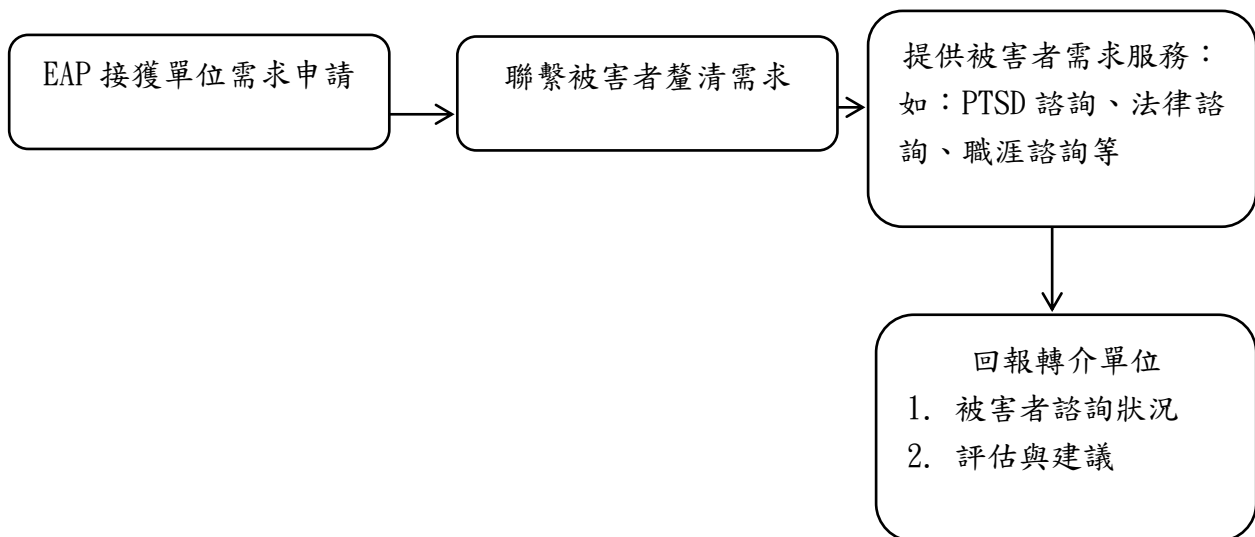 EAP 接獲單位需求申請
聯繫被害者釐清需求
提供被害者需求服務：
如：PTSD 諮詢、法律諮
詢、職涯諮詢等
回報轉介單位
1. 被害者諮詢狀況
2. 評估與建議